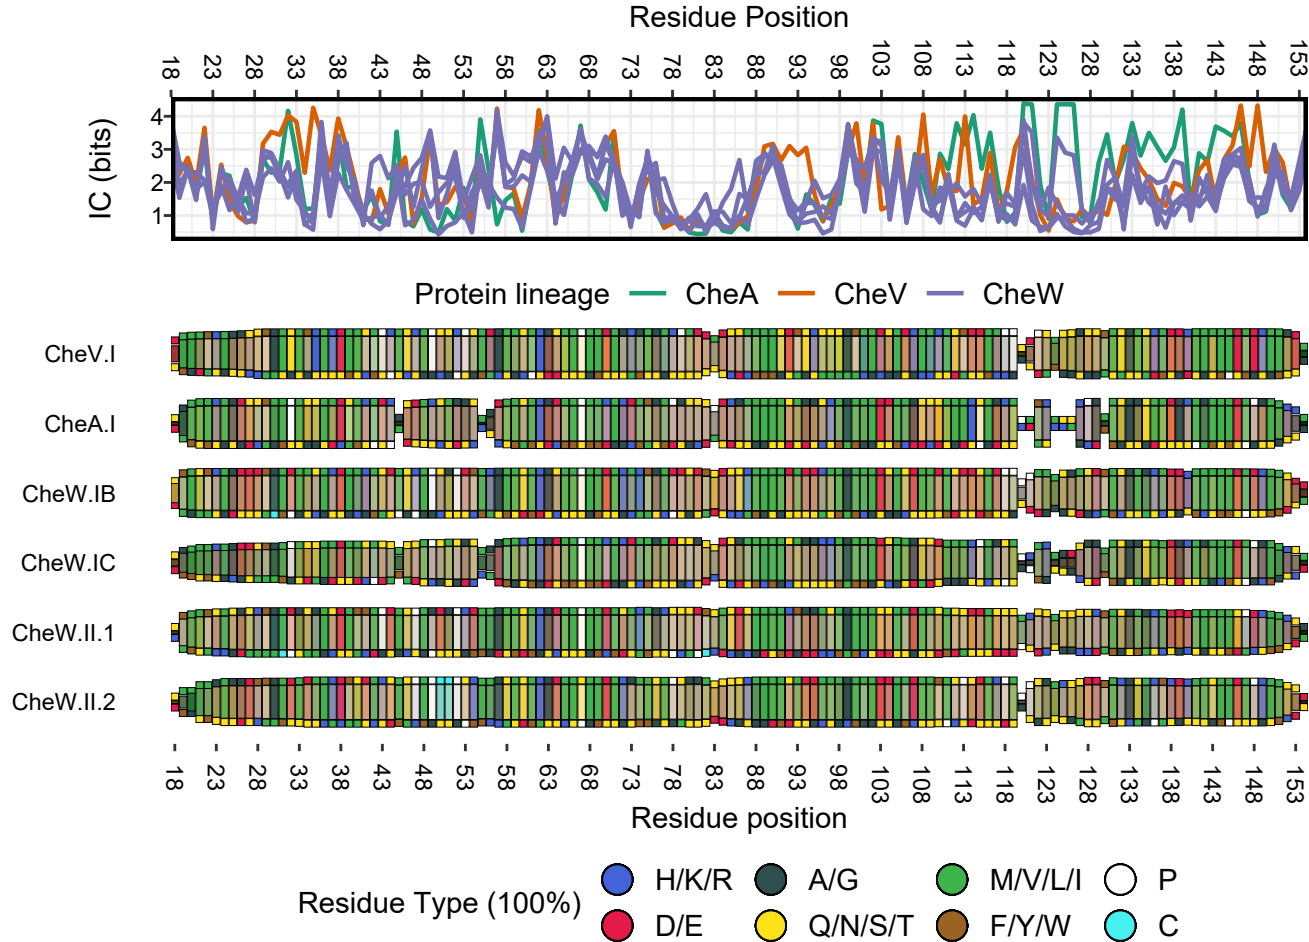 Residue Position
18 23 28 33 38 43 48 53 58 63 68 73 78 83 88 93 98 103 108 113 118 123 128 133 138 143 148 153
IC (bits)
4
3
2
1
Protein lineage CheA CheV CheW
CheV.I
CheA.I
CheW.IB
CheW.IC
CheW.II.1
CheW.II.2
18 23 28 33 38 43 48 53 58 63 68 73 78 83 88 93 98 103 108 113 118 123 128 133 138 143 148 153
Residue position
Residue Type (100%)
H/K/R A/G M/V/L/I P
D/E Q/N/S/T F/Y/W C